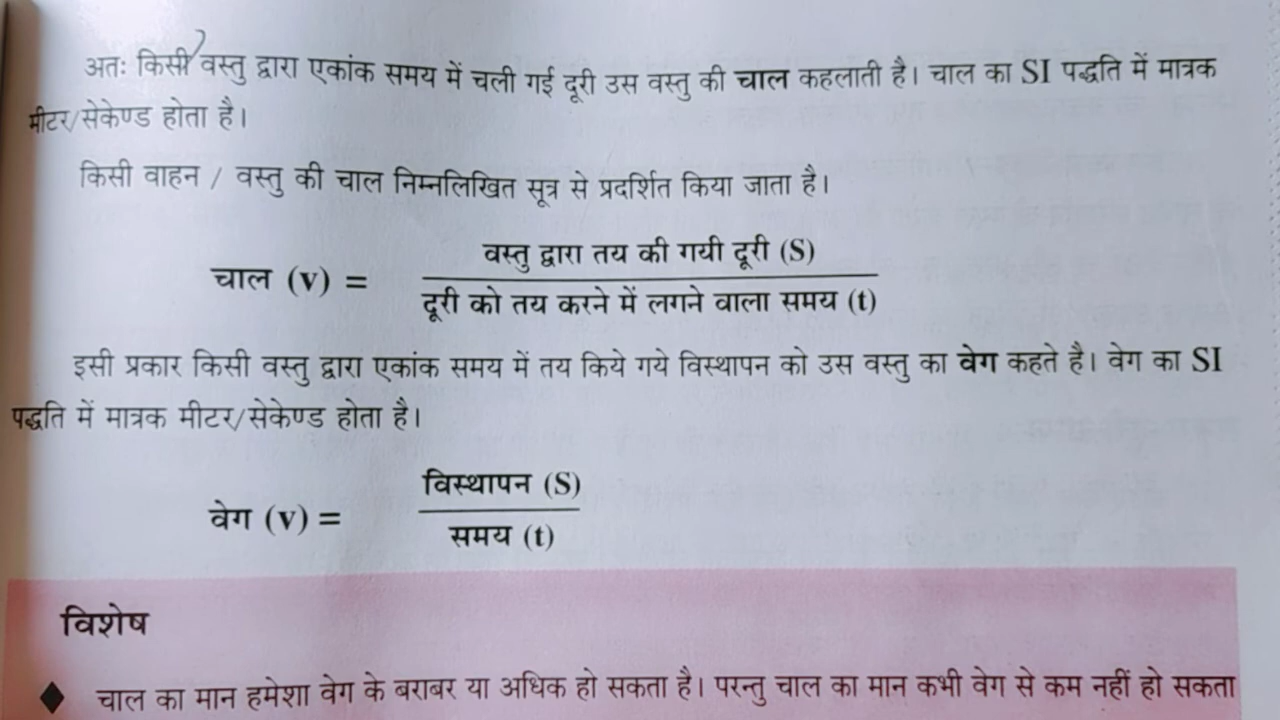 अतः किसी वस्तु द्वारा एकांक समय में चली गई दूरी उस वस्तु की चाल कहलाती है। चाल का SI पद्धति में मात्रक
मीटर/सेकेण्ड होता है।
किसी वाहन / वस्तु की चाल निम्नलिखित सूत्र से प्रदर्शित किया जाता है।
वस्तु द्वारा तय की गयी दूरी (S)
चाल (v) =
दूरी को तय करने में लगने वाला समय (t)
इसी प्रकार किसी वस्तु द्वारा एकांक समय में तय किये गये विस्थापन को उस वस्तु का वेग कहते है। वेग का SI
पद्धति में मात्रक मीटर/सेकेण्ड होता है।
विस्थापन (S)
वेग (v) =
समय (t)
विशेष
♦ चाल का मान हमेशा वेग के बराबर या अधिक हो सकता है। परन्तु चाल का मान कभी वेग से कम नहीं हो सकता